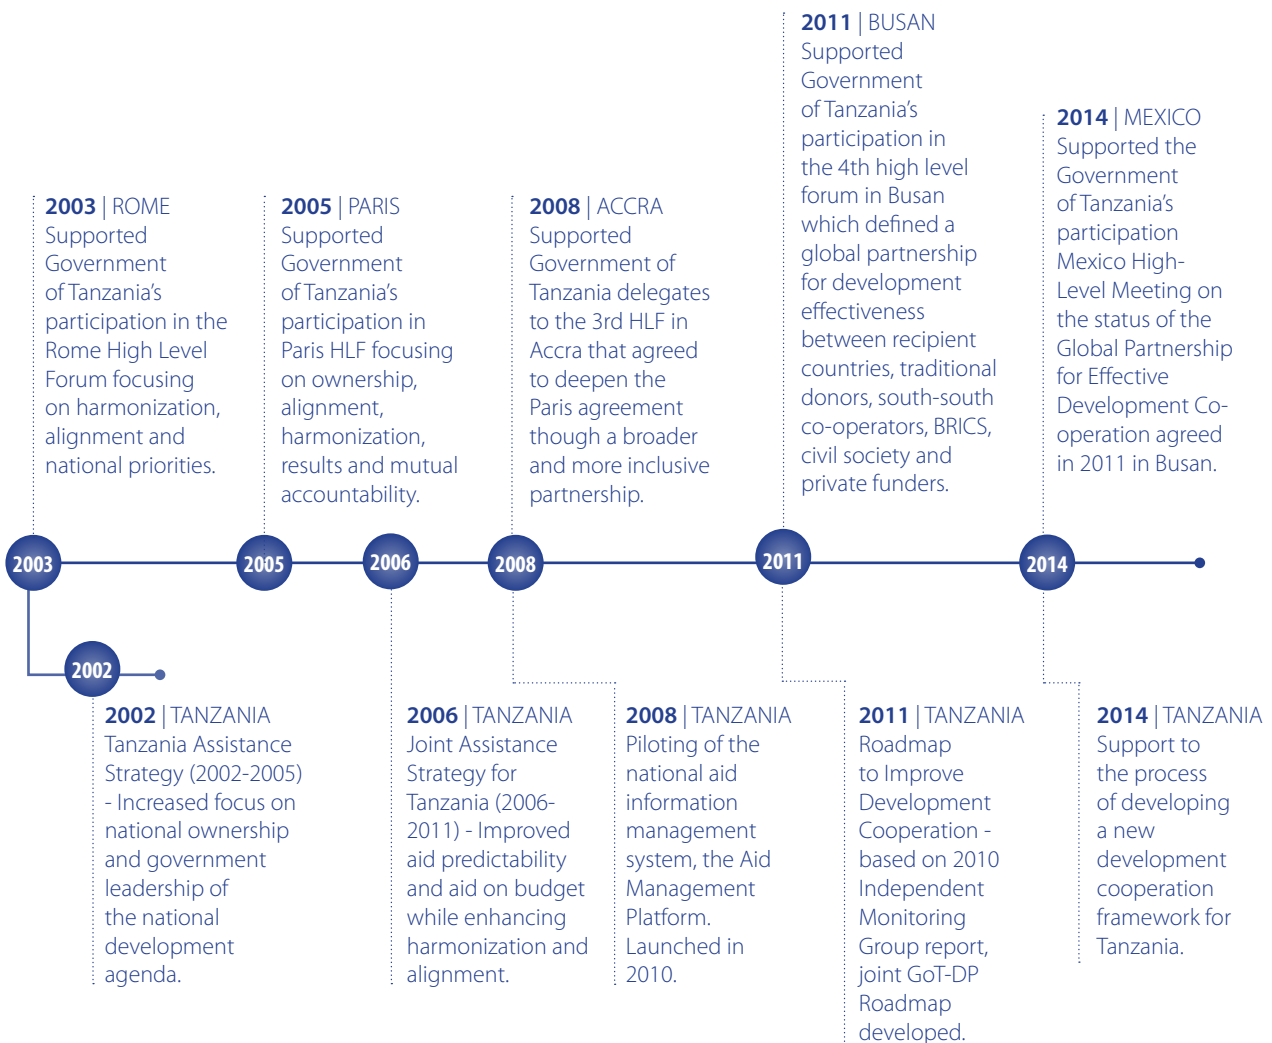 2011 | BUSAN
Supported
Government
of Tanzania's
participation in
the 4th high level
forum in Busan
which defined a
global partnership
for development
effectiveness
between recipient
countries, traditional
donors, south-south
co-operators, BRICS,
civil society and
private funders.
2014 | MEXICO
Supported the
Government
of Tanzania's
participation
Mexico High-
Level Meeting on
the status of the
Global Partnership
for Effective
Development Co-
operation agreed
in 2011 in Busan.
2003 | ROME
Supported
Government
of Tanzania's
participation in the
Rome High Level
Forum focusing
on harmonization,
alignment and
national priorities.
2005 | PARIS
Supported
Government
of Tanzania's
participation in
Paris HLF focusing
on ownership,
alignment,
harmonization,
results and mutual
accountability.
2008 | ACCRA
Supported
Government of
Tanzania delegates
to the 3rd HLF in
Accra that agreed
to deepen the
Paris agreement
though a broader
and more inclusive
partnership.
2003
2005
2006
2008
2011
2014
2002
2002 | TANZANIA
Tanzania Assistance
Strategy (2002-2005)
- Increased focus on
national ownership
and government
leadership of
the national
development
agenda.
2006 | TANZANIA
Joint Assistance
Strategy for
Tanzania (2006-
2011) - Improved
aid predictability
and aid on budget
while enhancing
harmonization and
alignment.
2008 | TANZANIA
Piloting of the
national aid
information
management
system, the Aid
Management
Platform.
Launched in
2010.
2011 | TANZANIA
Roadmap
to Improve
Development
Cooperation -
based on 2010
Independent
Monitoring
Group report,
joint GoT-DP
Roadmap
developed.
2014 | TANZANIA
Support to
the process
of developing
a new
development
cooperation
framework for
Tanzania.